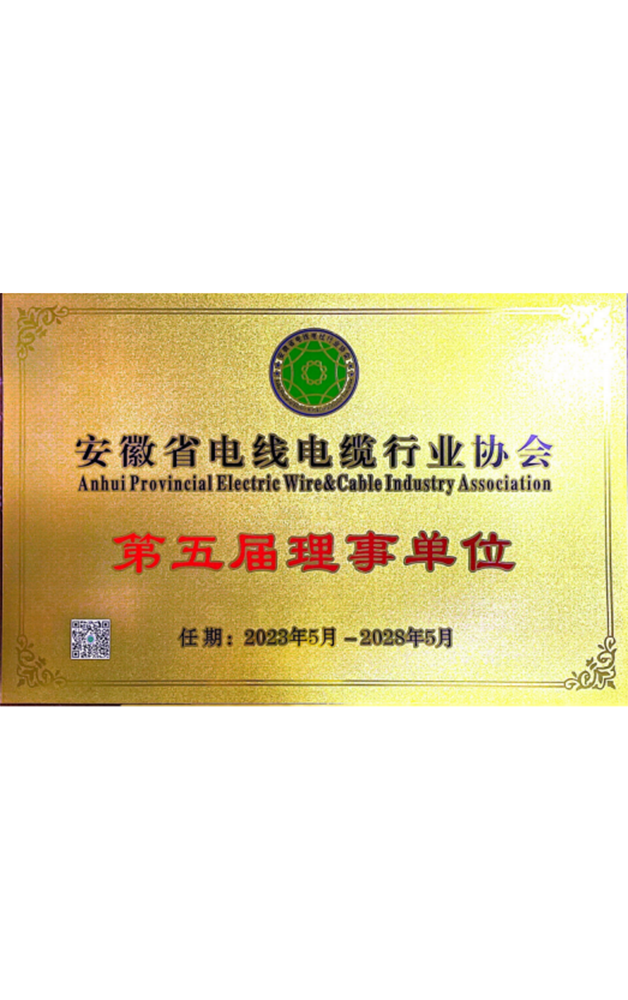 安徽省电线电缆行业协会
Anhui Provincial Electric Wire&Cable Industry Association
第五届理事单位
任期：2023年5月－2028年5月